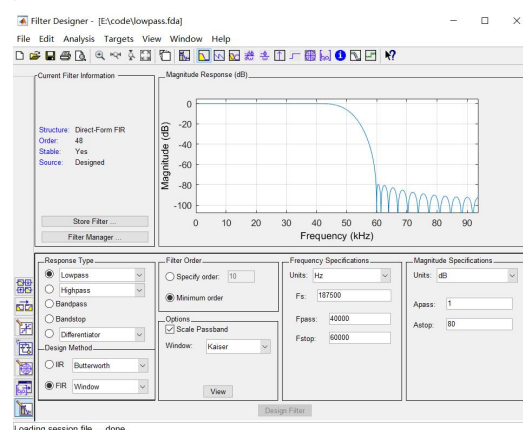 Filter Designer - [E:\code\lowpass.fda]
File Edit Analysis Targets View Window Help
Current Filter Information
Structure: Direct-Form FIR
Order: 48
Stable: Yes
Source: Designed
Store Filter ...
Filter Manager ...
Magnitude Response (dB)
Magnitude (dB)
0
-20
-40
-60
-80
-100
0 10 20 30 40 50 60 70 80 90
Frequency (kHz)
Response Type
Lowpass
Highpass
Bandpass
Bandstop
Differentiator
Design Method
IIR Butterworth
FIR Window
Filter Order
Specify order: 10
Minimum order
Options
Scale Passband
Window: Kaiser
View
Frequency Specifications
Units: Hz
Fs: 187500
Fpass: 40000
Fstop: 60000
Magnitude Specifications
Units: dB
Apass: 1
Astop: 80
Design Filter
Loading session file ... done